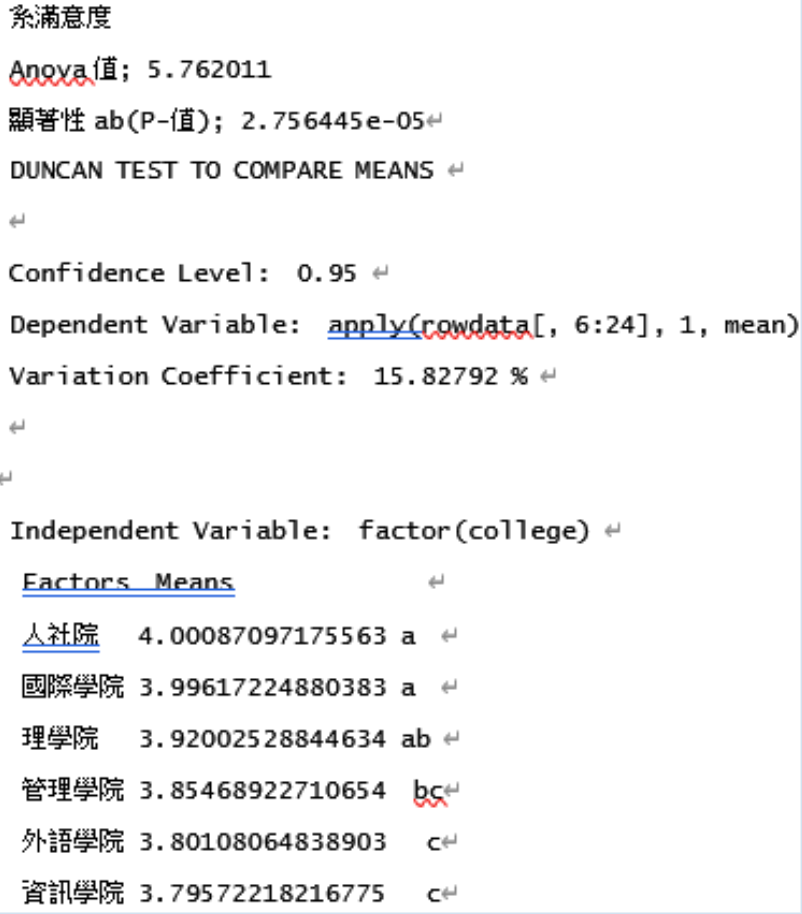 系滿意度
Anova值; 5.762011
顯著性 ab(P-值); 2.756445e-05
DUNCAN TEST TO COMPARE MEANS
Confidence Level: 0.95
Dependent Variable: apply(rowdata[, 6:24], 1, mean)
Variation Coefficient: 15.82792 %
Independent Variable: factor(college)
Factors Means
人社院 4.00087097175563 a
國際學院 3.99617224880383 a
理學院 3.92002528844634 ab
管理學院 3.85468922710654 bc
外語學院 3.80108064838903 c
資訊學院 3.79572218216775 c